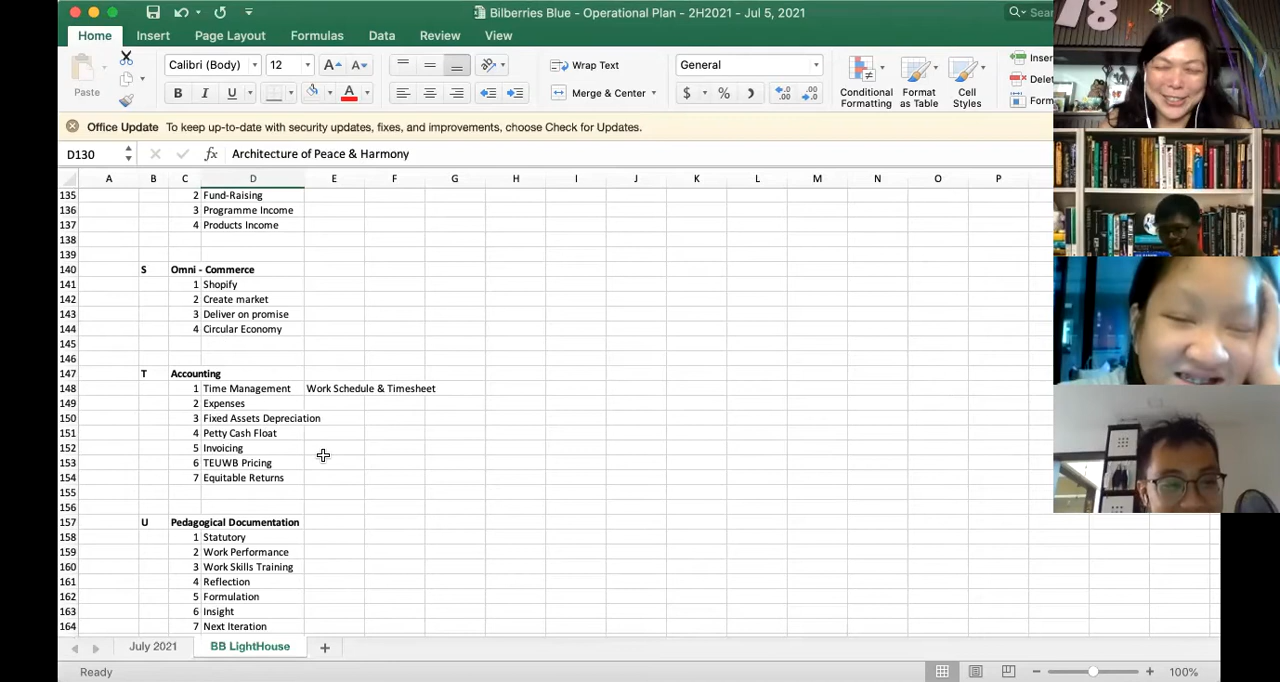 Bilberries Blue - Operational Plan - 2H2021 - Jul 5, 2021
Sear
78
Home Insert Page Layout Formulas Data Review View
Paste
Calibri (Body) 12 A A
Wrap Text
General
Conditional Formatting
Format as Table
Cell Styles
Inser
Delet
Form
B I U A
Merge & Center
$ % )
Office Update To keep up-to-date with security updates, fixes, and improvements, choose Check for Updates.
D130 fx Architecture of Peace & Harmony
A B C D E F G H I J K L M N O P
135 2 Fund-Raising
136 3 Programme Income
137 4 Products Income
138
139
140 S Omni - Commerce
141 1 Shopify
142 2 Create market
143 3 Deliver on promise
144 4 Circular Economy
145
146
147 T Accounting
148 1 Time Management Work Schedule & Timesheet
149 2 Expenses
150 3 Fixed Assets Depreciation
151 4 Petty Cash Float
152 5 Invoicing
153 6 TEUWB Pricing
154 7 Equitable Returns
155
156
157 U Pedagogical Documentation
158 1 Statutory
159 2 Work Performance
160 3 Work Skills Training
161 4 Reflection
162 5 Formulation
163 6 Insight
164 7 Next Iteration
July 2021 BB LightHouse +
Ready
100%